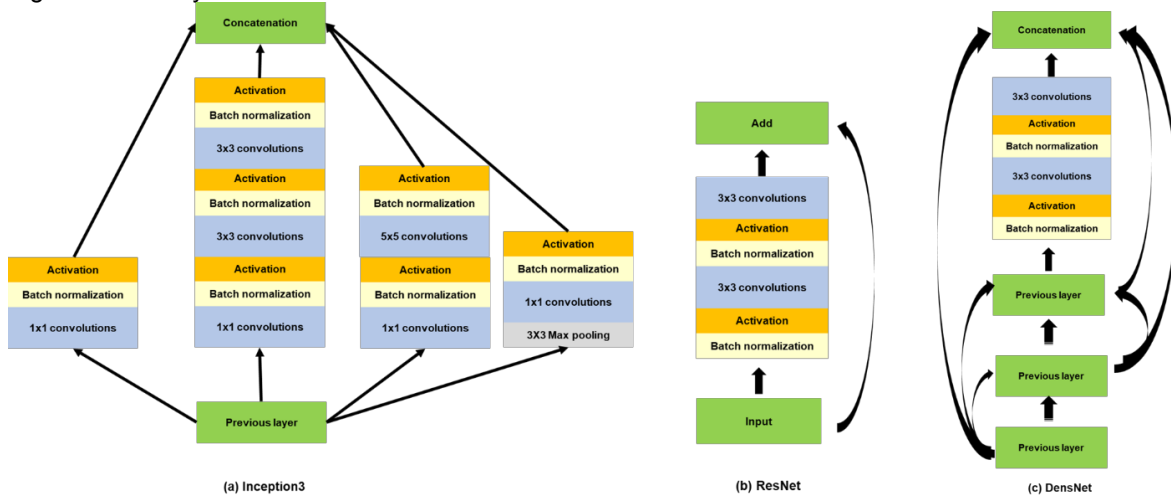 Concatenation
Activation
Batch normalization
3x3 convolutions
Activation
Batch normalization
3x3 convolutions
Activation
Batch normalization
1x1 convolutions
Activation
Batch normalization
1x1 convolutions
Activation
Batch normalization
5x5 convolutions
Activation
Batch normalization
1x1 convolutions
Activation
Batch normalization
1x1 convolutions
3X3 Max pooling
Previous layer
(a) Inception3
Add
3x3 convolutions
Activation
Batch normalization
3x3 convolutions
Activation
Batch normalization
Input
(b) ResNet
Concatenation
3x3 convolutions
Activation
Batch normalization
3x3 convolutions
Activation
Batch normalization
Previous layer
Previous layer
Previous layer
(c) DensNet